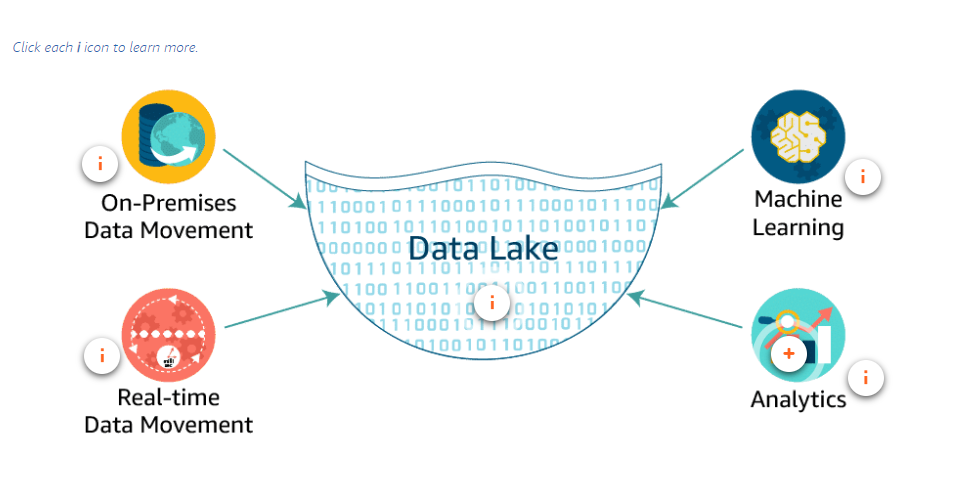 Click each i icon to learn more.
i
On-Premises
Data Movement
i
Machine
Learning
Data Lake
i
i
Real-time
Data Movement
+
i
Analytics